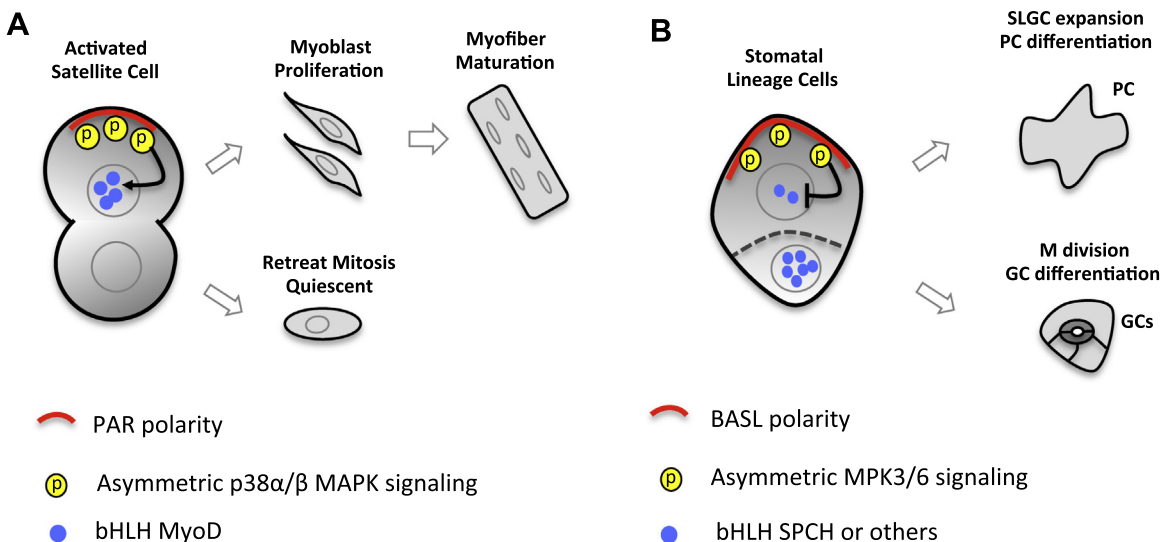 A
Activated
Satellite Cell
Myoblast
Proliferation
Myofiber
Maturation
p p p
Retreat Mitosis
Quiescent
PAR polarity
p Asymmetric p38α/β MAPK signaling
bHLH MyoD
B
Stomatal
Lineage Cells
SLGC expansion
PC differentiation
PC
p p p
M division
GC differentiation
GCs
BASL polarity
p Asymmetric MPK3/6 signaling
bHLH SPCH or others